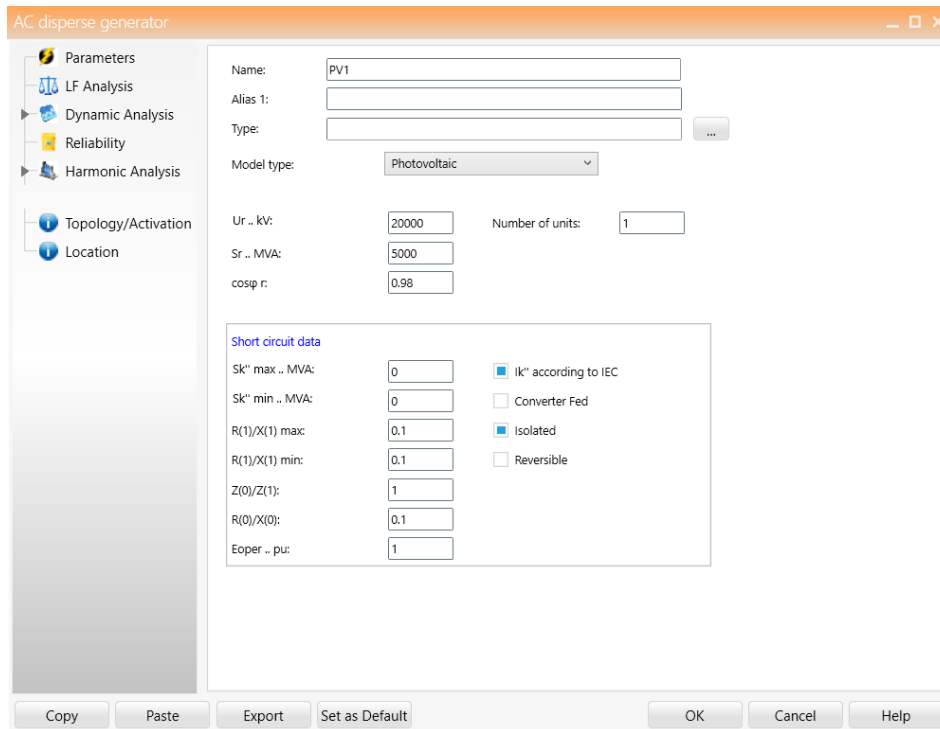 AC disperse generator
Parameters
LF Analysis
Dynamic Analysis
Reliability
Harmonic Analysis
Topology/Activation
Location
Name: PV1
Alias 1:
Type: ...
Model type: Photovoltaic
Ur .. kV: 20000 Number of units: 1
Sr .. MVA: 5000
cosφ r: 0.98
Short circuit data
Sk'' max .. MVA: 0 Ik'' according to IEC
Sk'' min .. MVA: 0 Converter Fed
R(1)/X(1) max: 0.1 Isolated
R(1)/X(1) min: 0.1 Reversible
Z(0)/Z(1): 1
R(0)/X(0): 0.1
Eoper .. pu: 1
Copy Paste Export Set as Default OK Cancel Help